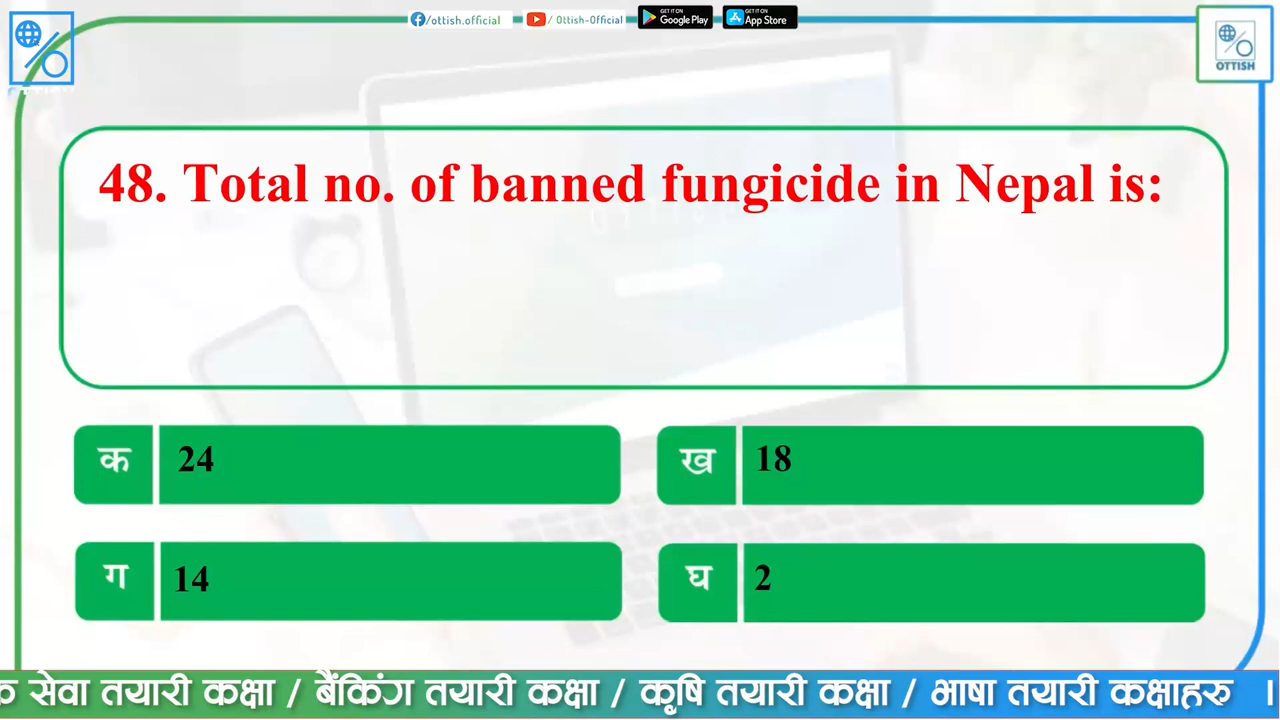 /ottish.official
/ Ottish-Official
GET IT ON
Google Play
GET IT ON
App Store
OTTISH
48. Total no. of banned fungicide in Nepal is:
क 24
ख 18
ग 14
घ 2
सेवा तयारी कक्षा / बैंकिंग तयारी कक्षा / कृषि तयारी कक्षा / भाषा तयारी कक्षाहरु ।